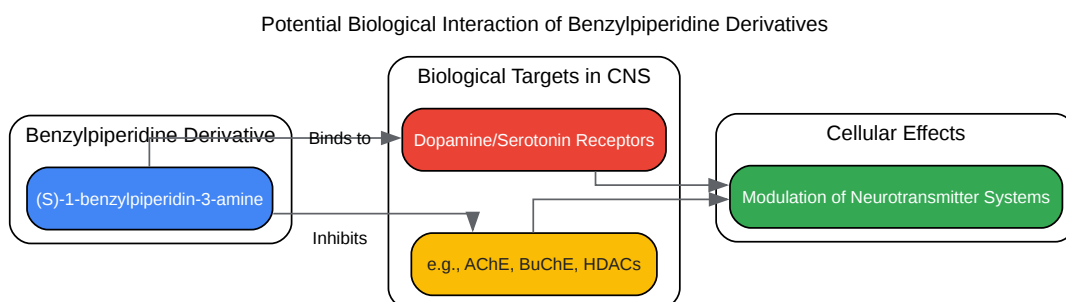 Potential Biological Interaction of Benzylpiperidine Derivatives
Biological Targets in CNS
Benzylpiperidine Derivative
Binds to
Dopamine/Serotonin Receptors
Cellular Effects
(S)-1-benzylpiperidin-3-amine
Modulation of Neurotransmitter Systems
Inhibits
e.g., AChE, BuChE, HDACs